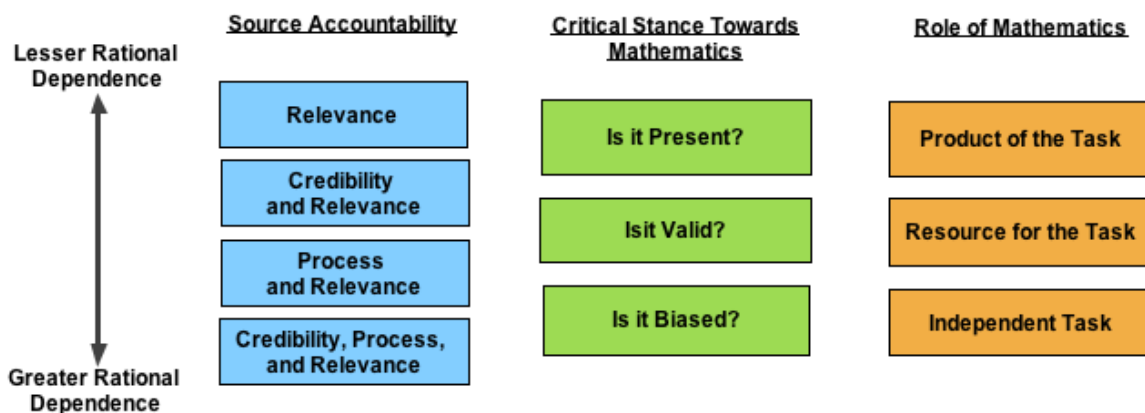 Source Accountability
Critical Stance Towards
Mathematics
Role of Mathematics
Lesser Rational
Dependence
Relevance
Credibility
and Relevance
Process
and Relevance
Credibility, Process,
and Relevance
Is it Present?
Isit Valid?
Is it Biased?
Product of the Task
Resource for the Task
Independent Task
Greater Rational
Dependence